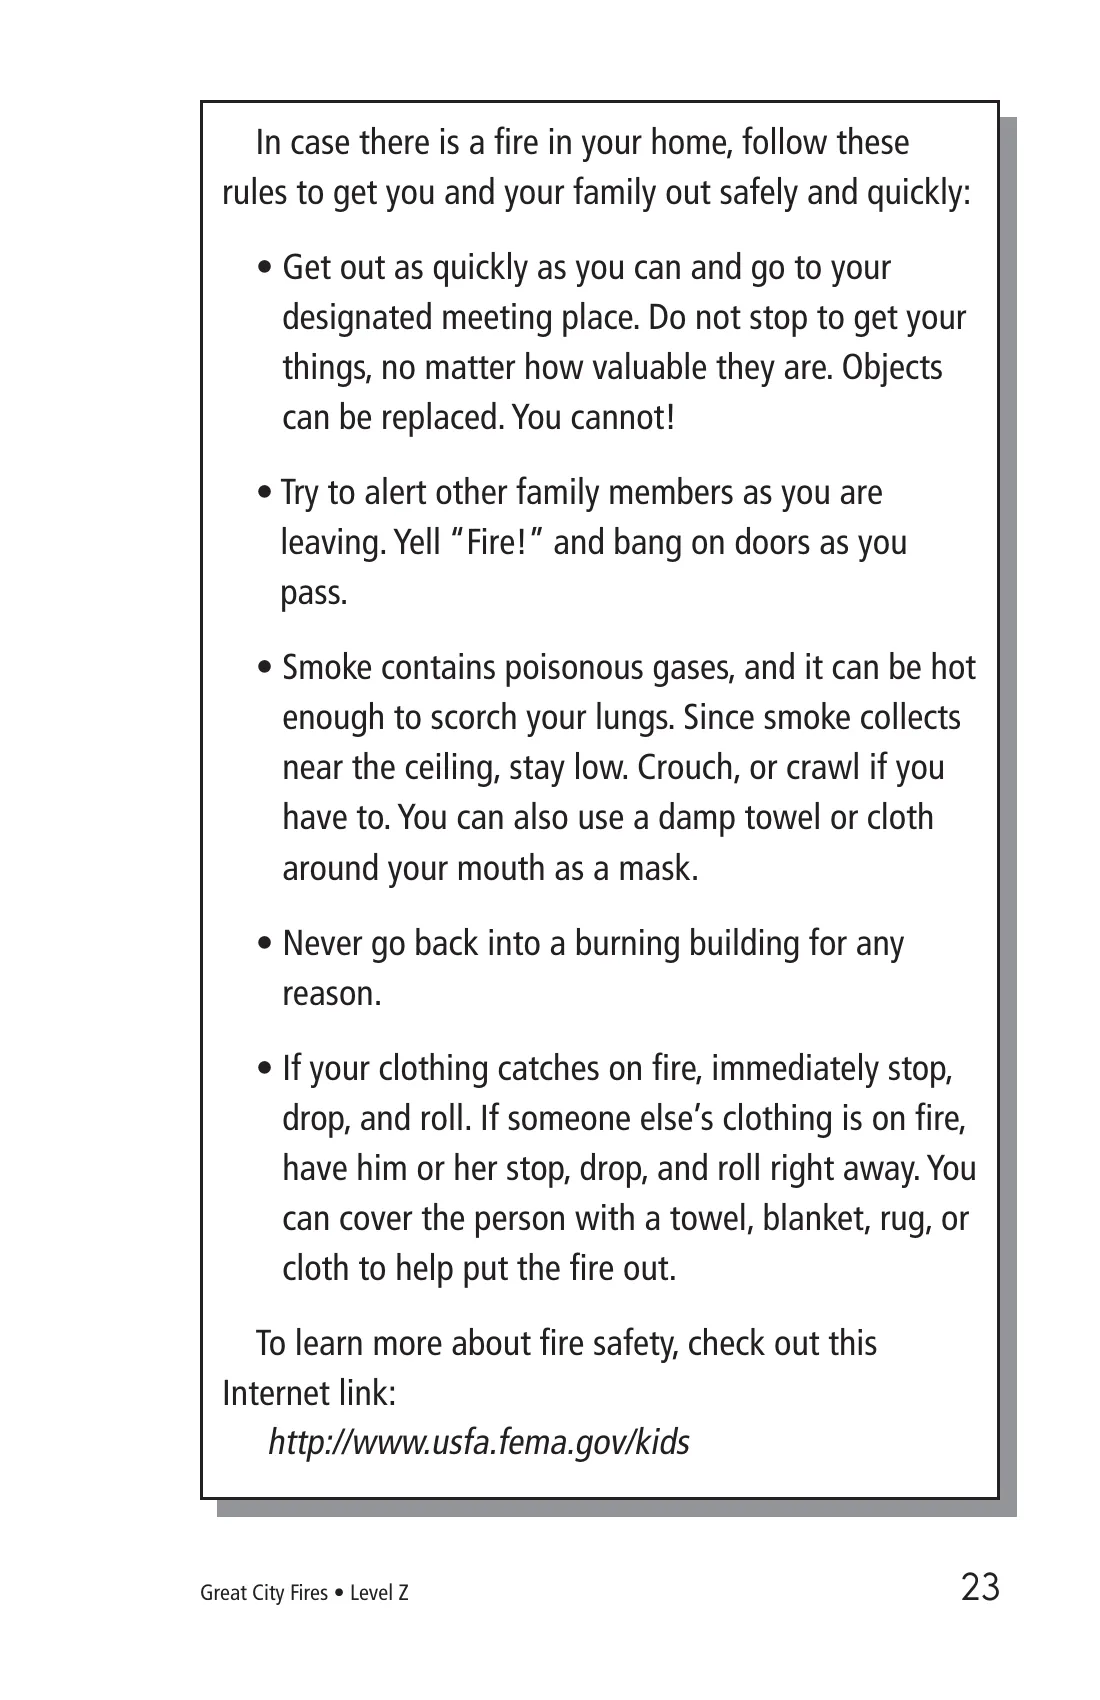 In case there is a fire in your home, follow these
rules to get you and your family out safely and quickly:
• Get out as quickly as you can and go to your
designated meeting place. Do not stop to get your
things, no matter how valuable they are. Objects
can be replaced. You cannot!
• Try to alert other family members as you are
leaving. Yell “Fire!” and bang on doors as you
pass.
• Smoke contains poisonous gases, and it can be hot
enough to scorch your lungs. Since smoke collects
near the ceiling, stay low. Crouch, or crawl if you
have to. You can also use a damp towel or cloth
around your mouth as a mask.
• Never go back into a burning building for any
reason.
• If your clothing catches on fire, immediately stop,
drop, and roll. If someone else’s clothing is on fire,
have him or her stop, drop, and roll right away. You
can cover the person with a towel, blanket, rug, or
cloth to help put the fire out.
To learn more about fire safety, check out this
Internet link:
http://www.usfa.fema.gov/kids
Great City Fires • Level Z
23